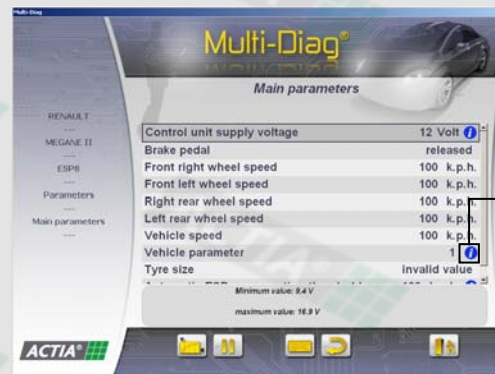 Multi-Diag
Multi-Diag®
Main parameters
RENAULT
---
MEGANE II
---
ESP8
---
Parameters
---
Main parameters
---
Control unit supply voltage 12 Volt i
Brake pedal released
Front right wheel speed 100 k.p.h.
Front left wheel speed 100 k.p.h.
Right rear wheel speed 100 k.p.h.
Left rear wheel speed 100 k.p.h.
Vehicle speed 100 k.p.h.
Vehicle parameter 1 i
Tyre size Invalid value
Minimum value: 9.4 V
maximum value: 16.9 V
ACTIA®